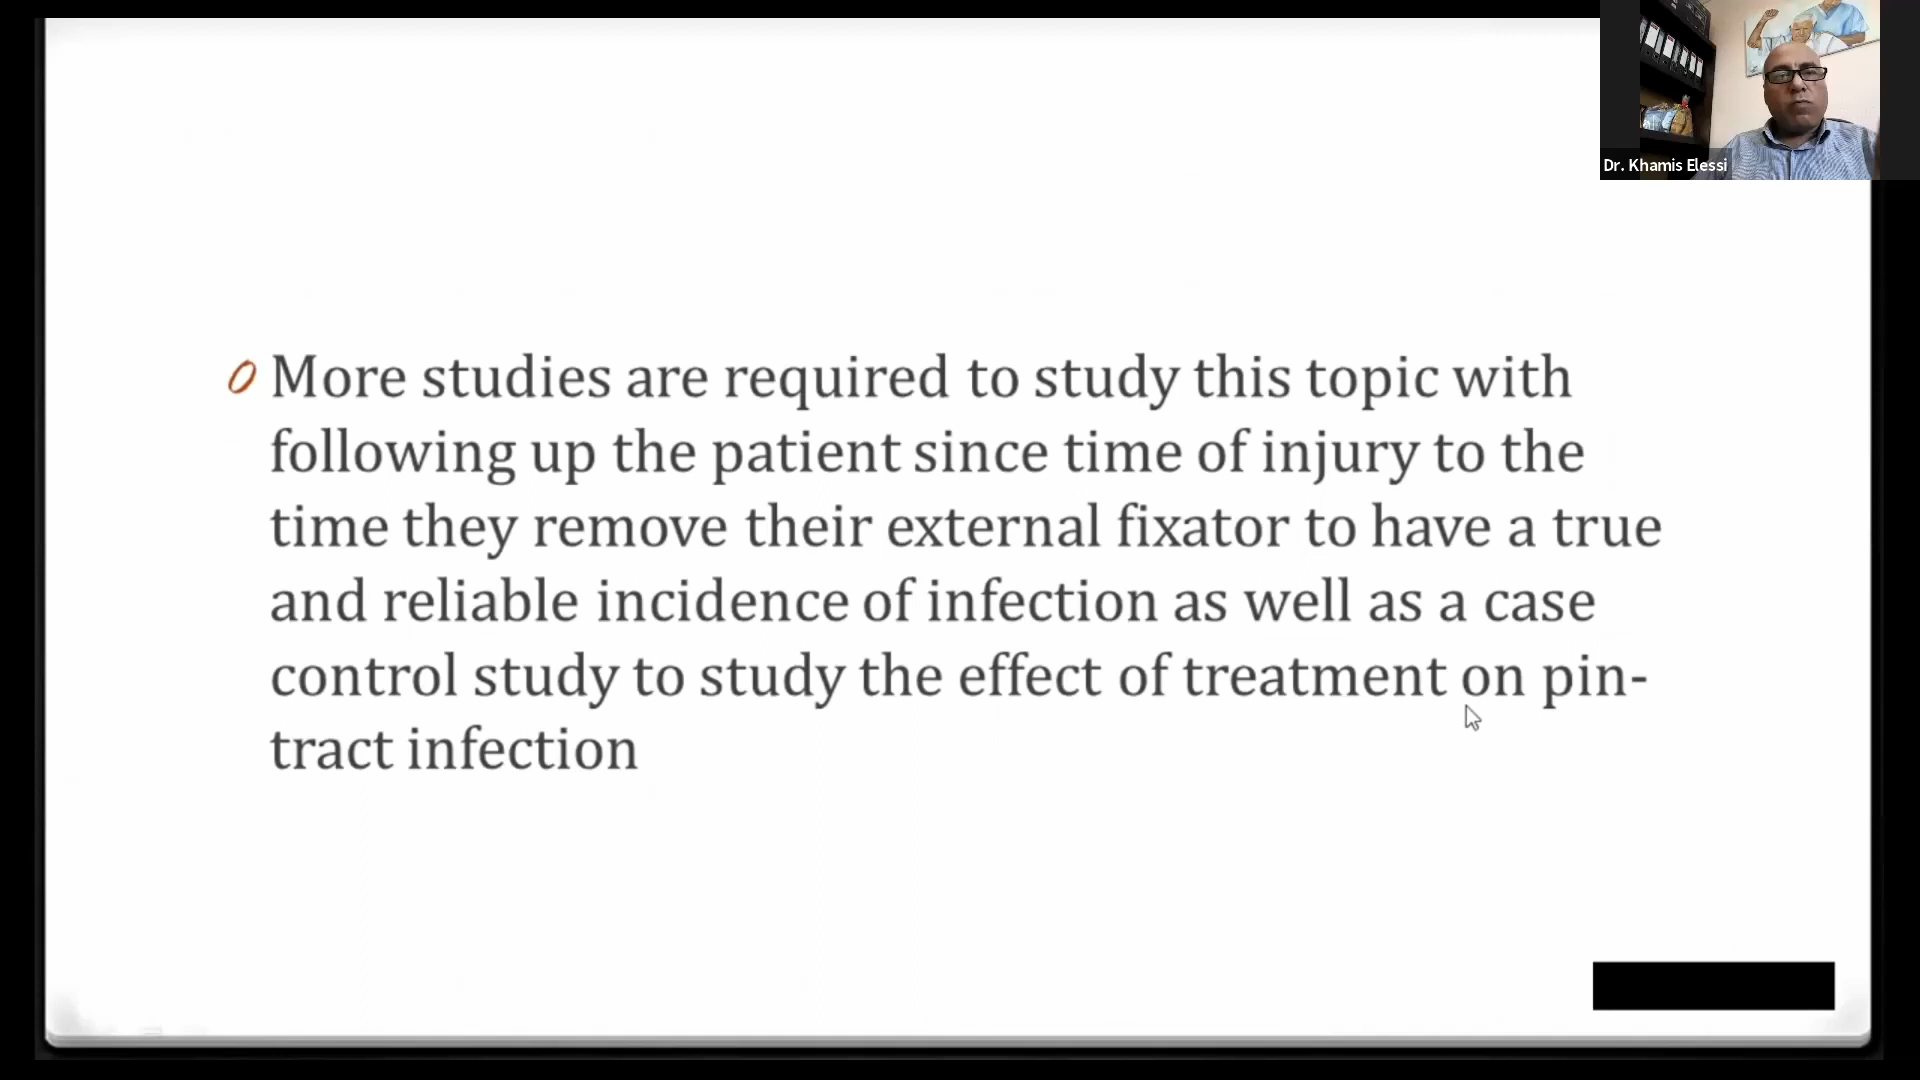 Dr. Khamis Elessi
More studies are required to study this topic with
following up the patient since time of injury to the
time they remove their external fixator to have a true
and reliable incidence of infection as well as a case
control study to study the effect of treatment on pin-
tract infection